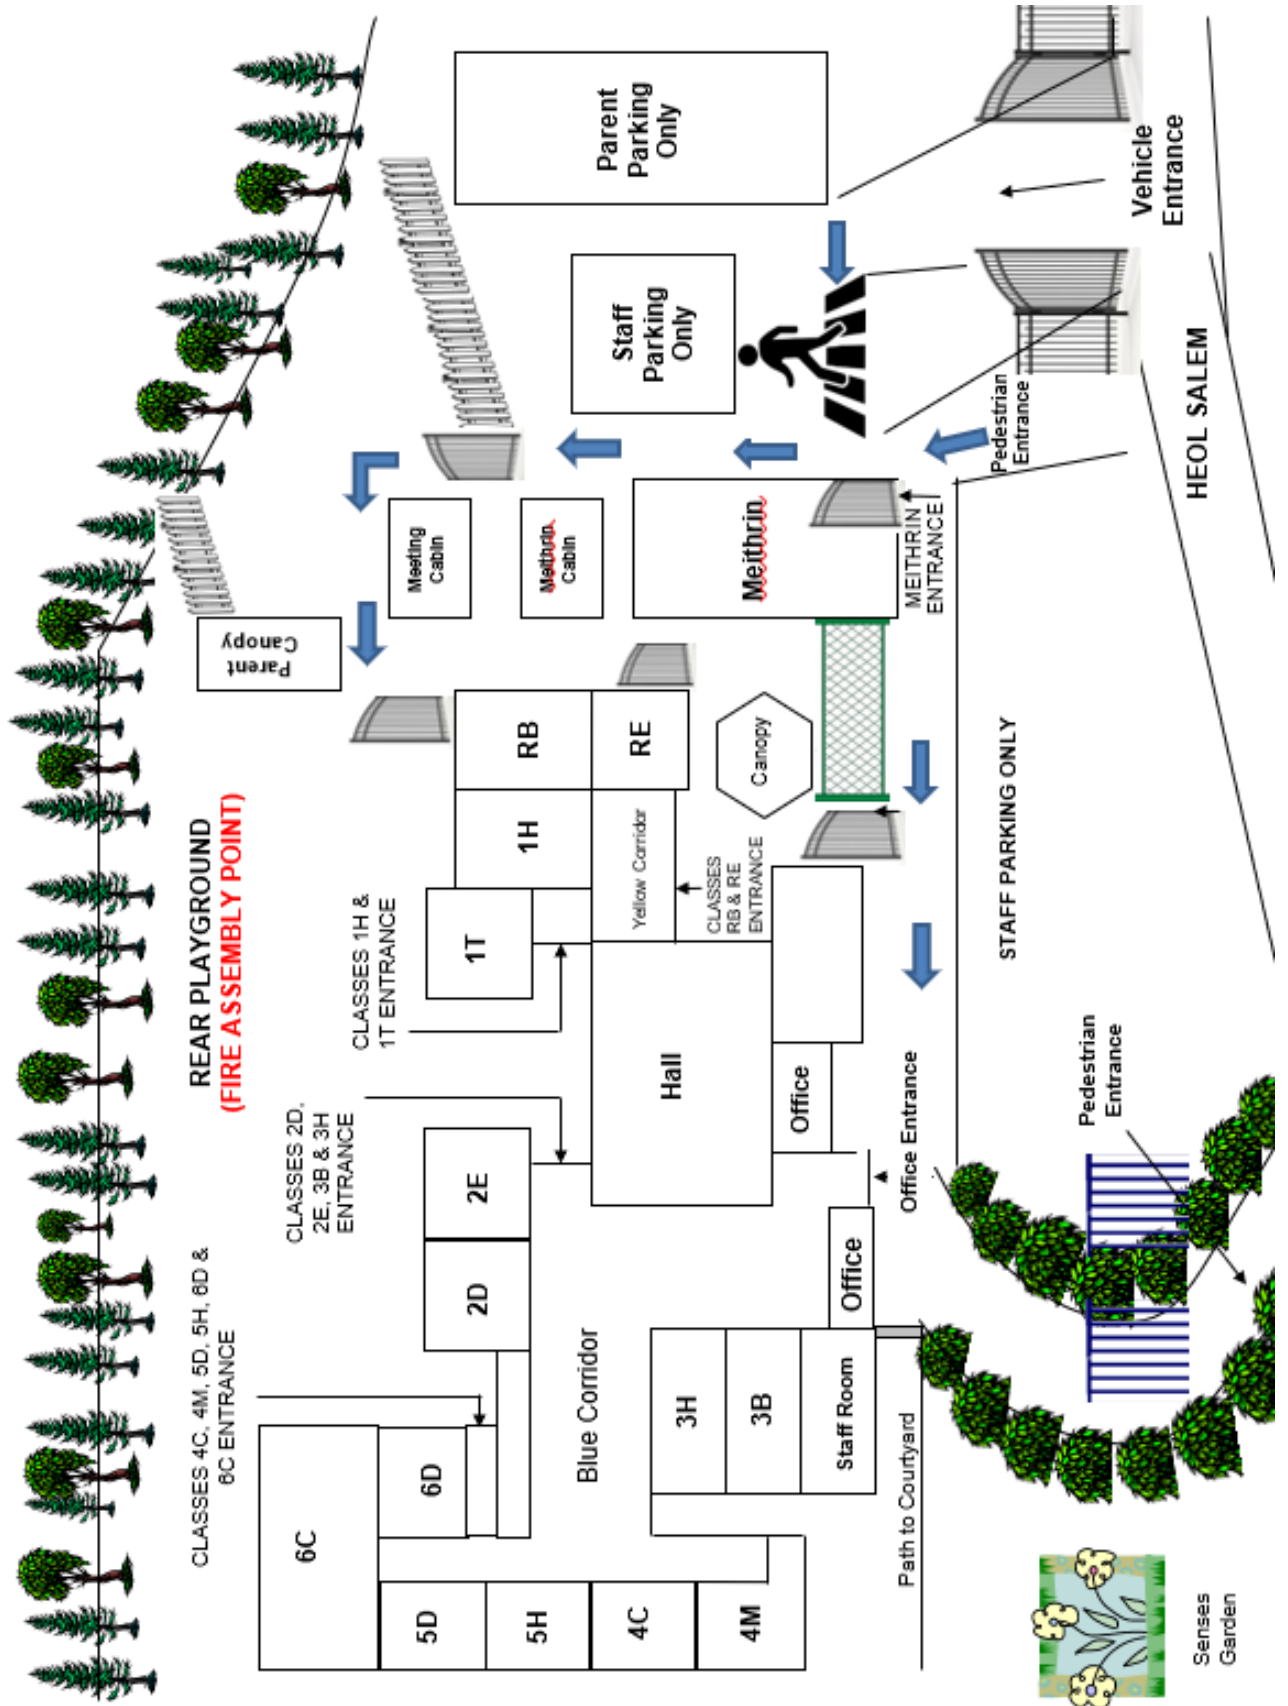 REAR PLAYGROUND
(FIRE ASSEMBLY POINT)
CLASSES 4C, 4M, 5D, 5H, 6D &
6C ENTRANCE
CLASSES 2D,
2E, 3B & 3H
ENTRANCE
CLASSES 1H &
1T ENTRANCE
Parent
Canopy
Meeting
Cabin
Meithrin
Cabin
Meithrin
Parent
Parking
Only
Staff
Parking
Only
6C
6D
5D
5H
4C
4M
2D
2E
1T
1H
RB
RE
Yellow Corridor
CLASSES
RB & RE
ENTRANCE
Canopy
Hall
Blue Corridor
3H
3B
Staff Room
Office
Office
Office Entrance
Path to Courtyard
MEITHRIN
ENTRANCE
Pedestrian
Entrance
Vehicle
Entrance
STAFF PARKING ONLY
HEOL SALEM
Pedestrian
Entrance
Senses
Garden